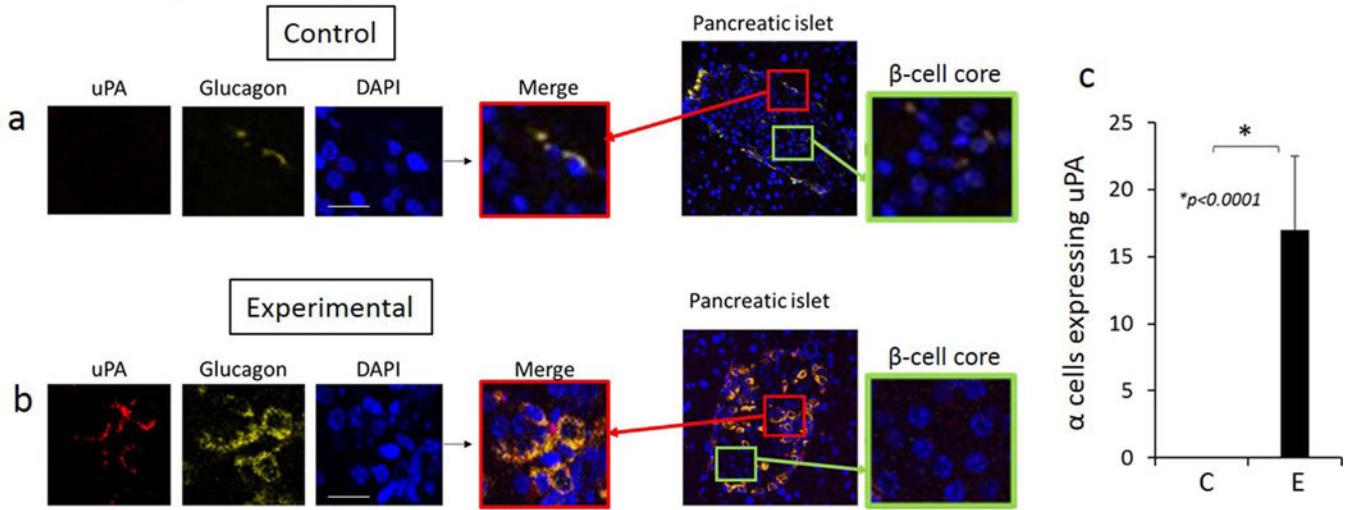 Control
Pancreatic islet
β-cell core
c
a
uPA
Glucagon
DAPI
Merge
Experimental
Pancreatic islet
β-cell core
b
uPA
Glucagon
DAPI
Merge
α cells expressing uPA
25
20
15
10
5
0
*
*p<0.0001
C
E